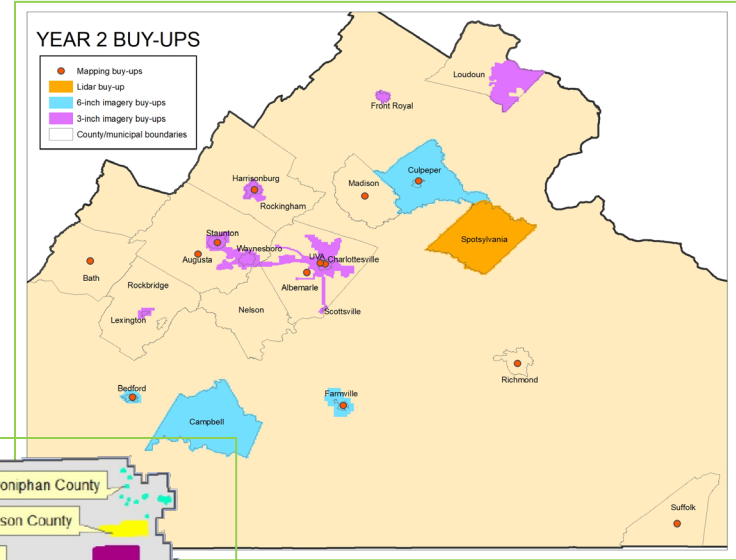 YEAR 2 BUY-UPS
Mapping buy-ups
Lidar buy-up
6-inch imagery buy-ups
3-inch imagery buy-ups
County/municipal boundaries
Loudoun
Front Royal
Culpeper
Harrisonburg
Madison
Rockingham
Staunton
Spotsylvania
Waynesboro
UVA
Charlottesville
Augusta
Bath
Rockbridge
Albemarle
Nelson
Scottsville
Lexington
Richmond
Bedford
Farmville
Campbell
oniphan County
son County
Suffolk